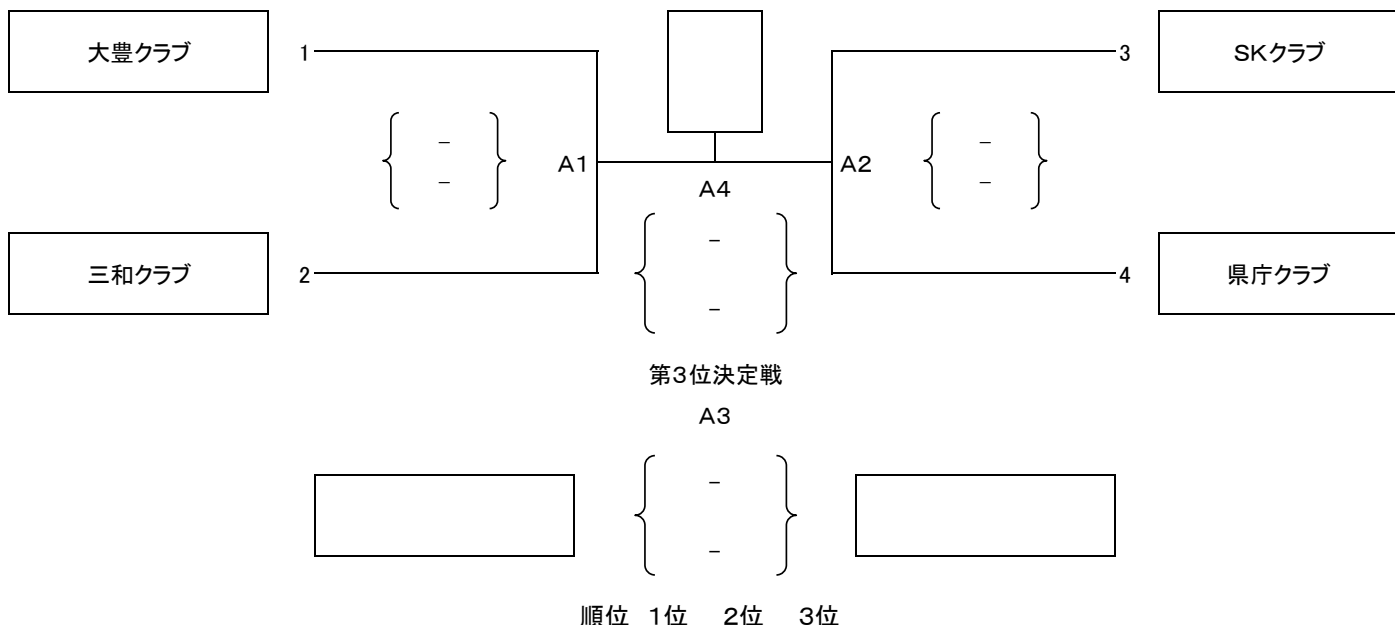 大豊クラブ 1 3 SKクラブ
– – 
– –
A1 A2
A4
三和クラブ 2 – 4 県庁クラブ
–
第3位決定戦
A3
–
–
順位 1位 2位 3位